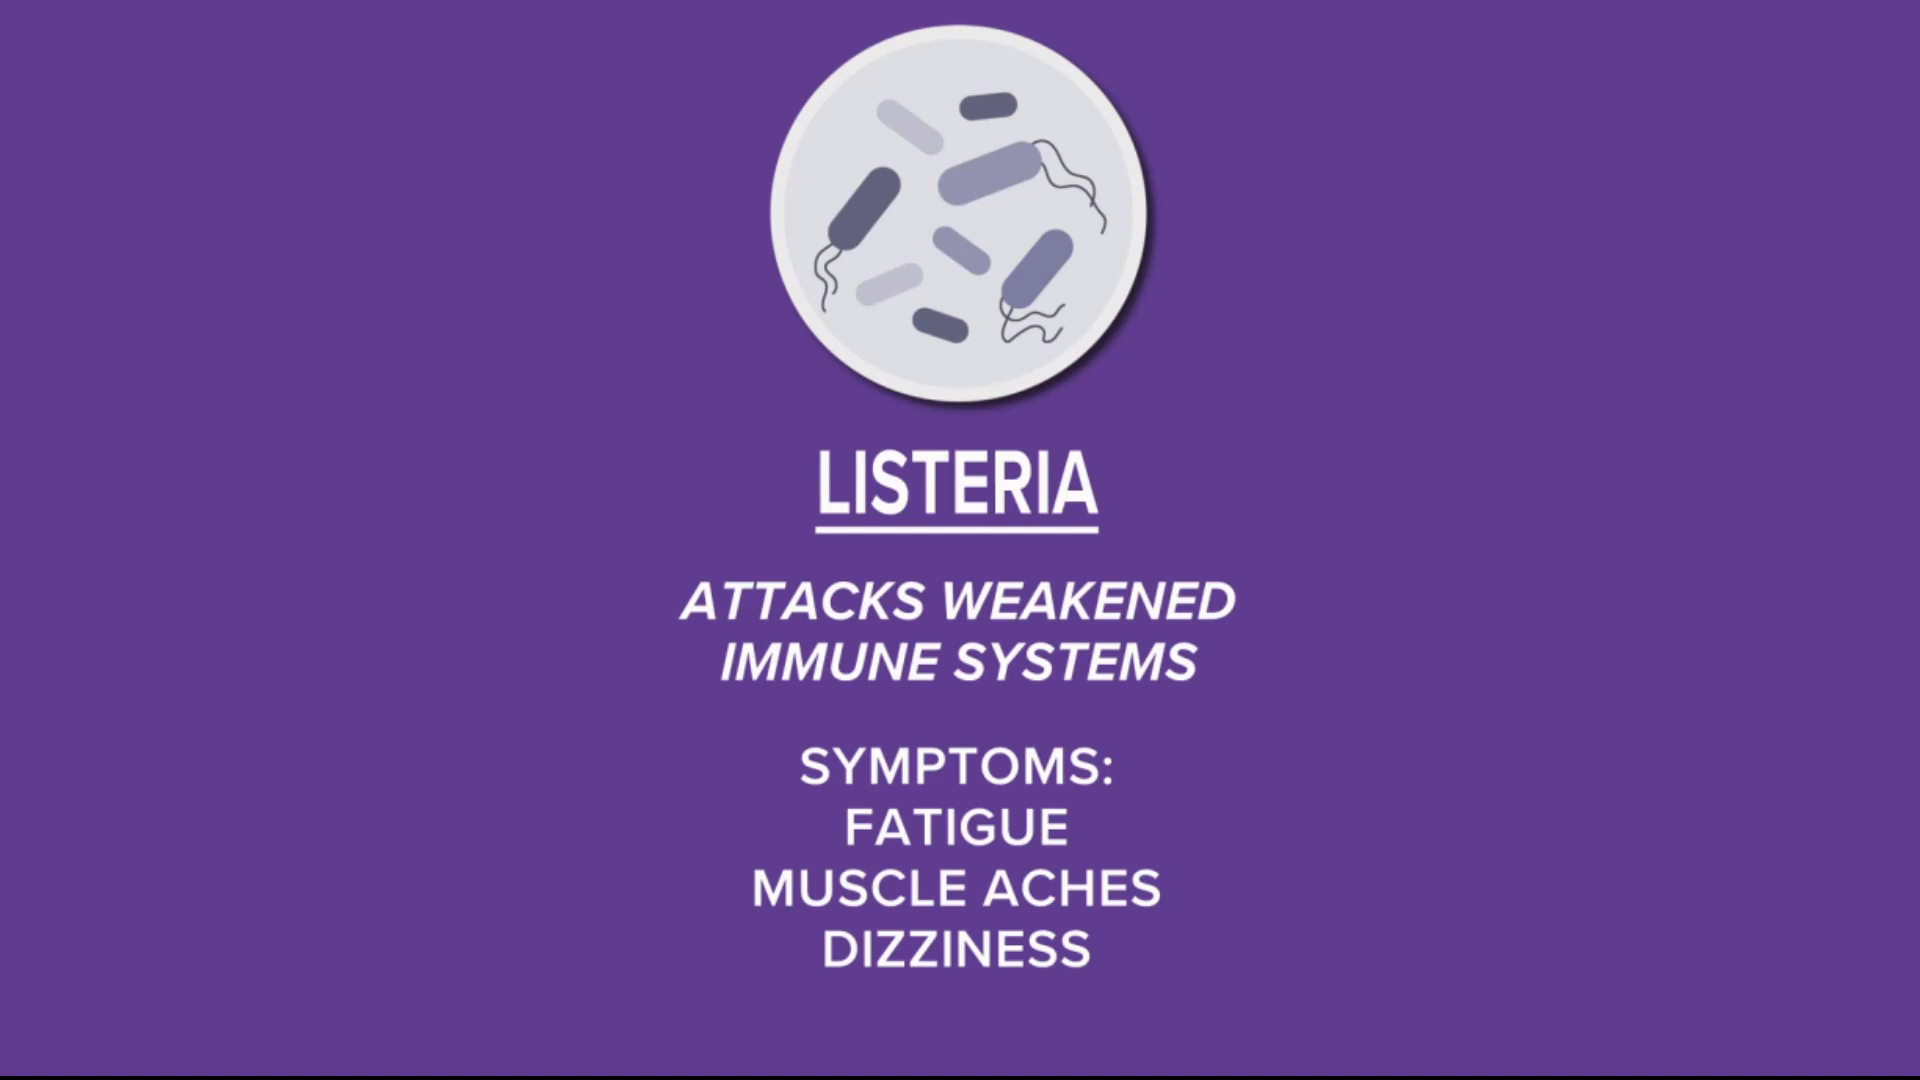 LISTERIA
ATTACKS WEAKENED
IMMUNE SYSTEMS
SYMPTOMS:
FATIGUE
MUSCLE ACHES
DIZZINESS